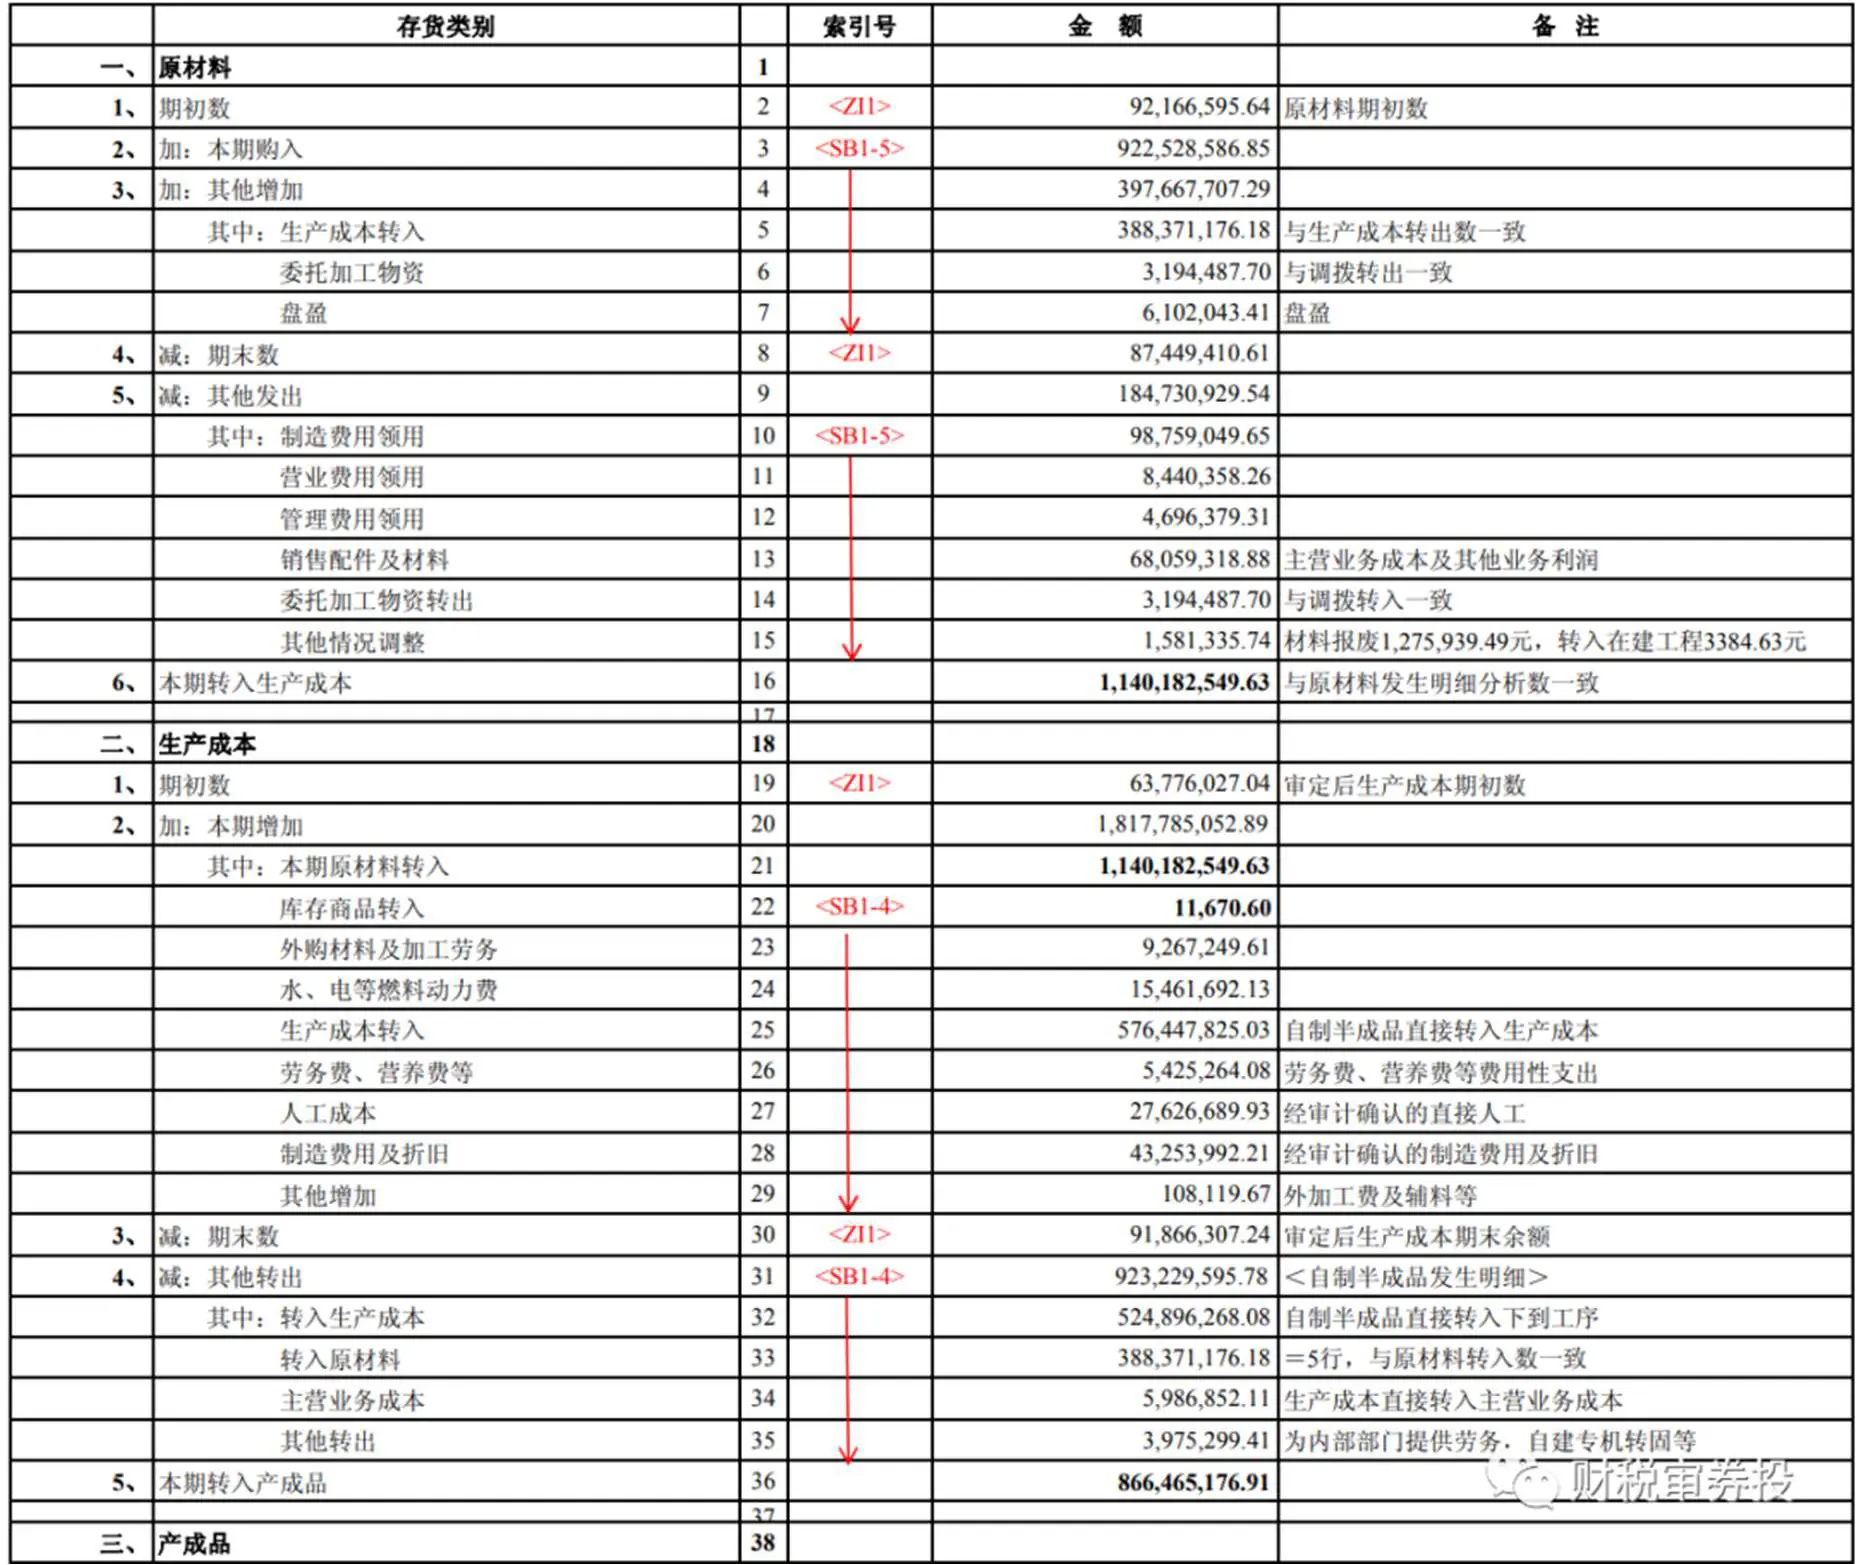 存货类别 索引号 金 额 备 注
一、 原材料 1
1、 期初数 2 <ZI1> 92,166,595.64 原材料期初数
2、 加：本期购入 3 <SB1-5> 922,528,586.85
3、 加：其他增加 4 397,667,707.29
其中：生产成本转入 5 388,371,176.18 与生产成本转出数一致
委托加工物资 6 3,194,487.70 与调拨转出一致
盘盈 7 6,102,043.41 盘盈
4、 减：期末数 8 <ZI1> 87,449,410.61
5、 减：其他发出 9 184,730,929.54
其中：制造费用领用 10 <SB1-5> 98,759,049.65
营业费用领用 11 8,440,358.26
管理费用领用 12 4,696,379.31
销售配件及材料 13 68,059,318.88 主营业务成本及其他业务利润
委托加工物资转出 14 3,194,487.70 与调拨转入一致
其他情况调整 15 1,581,335.74 材料报废1,275,939.49元，转入在建工程3384.63元
6、 本期转入生产成本 16 1,140,182,549.63 与原材料发生明细分析数一致
17
二、 生产成本 18
1、 期初数 19 <ZI1> 63,776,027.04 审定后生产成本期初数
2、 加：本期增加 20 1,817,785,052.89
其中：本期原材料转入 21 1,140,182,549.63
库存商品转入 22 <SB1-4> 11,670.60
外购材料及加工劳务 23 9,267,249.61
水、电等燃料动力费 24 15,461,692.13
生产成本转入 25 576,447,825.03 自制半成品直接转入生产成本
劳务费、营养费等 26 5,425,264.08 劳务费、营养费等费用性支出
人工成本 27 27,626,689.93 经审计确认的直接人工
制造费用及折旧 28 43,253,992.21 经审计确认的制造费用及折旧
其他增加 29 108,119.67 外加工费及辅料等
3、 减：期末数 30 <ZI1> 91,866,307.24 审定后生产成本期末余额
4、 减：其他转出 31 <SB1-4> 923,229,595.78 ＜自制半成品发生明细＞
其中：转入生产成本 32 524,896,268.08 自制半成品直接转入下到工序
转入原材料 33 388,371,176.18 ＝5行，与原材料转入数一致
主营业务成本 34 5,986,852.11 生产成本直接转入主营业务成本
其他转出 35 3,975,299.41 为内部部门提供劳务，自建专机转固等
5、 本期转入产成品 36 866,465,176.91
财税审券投
37
三、 产成品 38